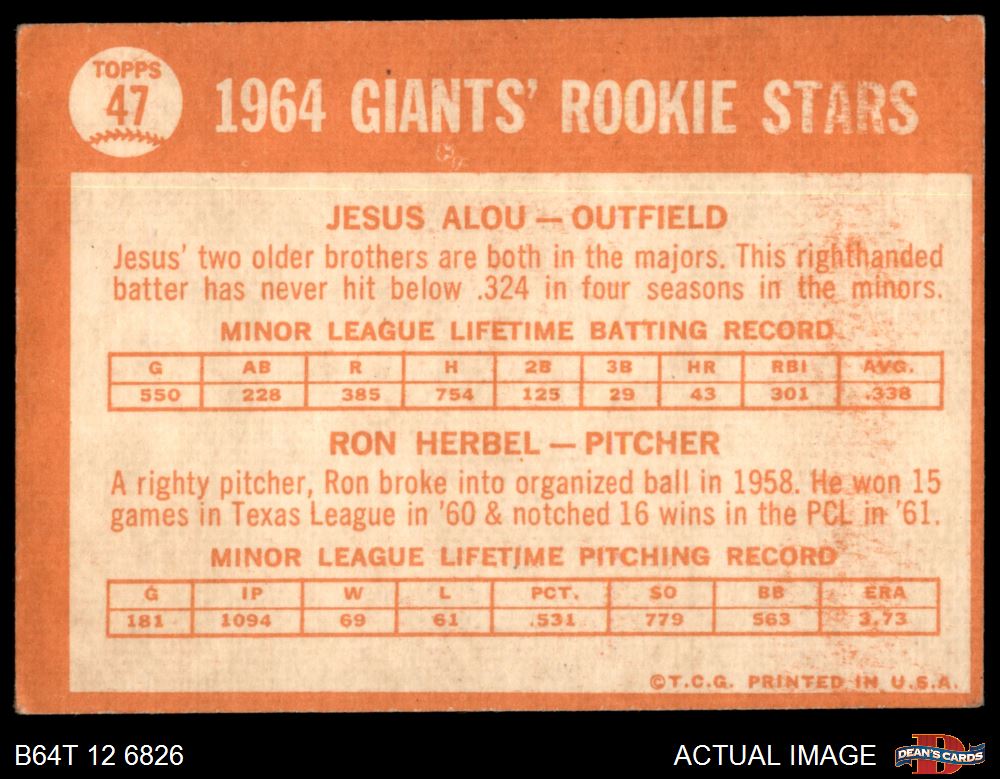 TOPPS
47
1964 GIANTS' ROOKIE STARS
JESUS ALOU — OUTFIELD
Jesus' two older brothers are both in the majors. This righthanded
batter has never hit below .324 in four seasons in the minors.
MINOR LEAGUE LIFETIME BATTING RECORD
G AB R H 2B 3B HR RBI AVG.
550 228 385 754 125 29 43 301 .338
RON HERBEL — PITCHER
A righty pitcher, Ron broke into organized ball in 1958. He won 15
games in Texas League in '60 & notched 16 wins in the PCL in '61.
MINOR LEAGUE LIFETIME PITCHING RECORD
G IP W L PCT. SO BB ERA
181 1094 69 61 .531 779 563 3.73
©T.C.G. PRINTED IN U.S.A.
B64T 12 6826
ACTUAL IMAGE
DEAN'S CARDS